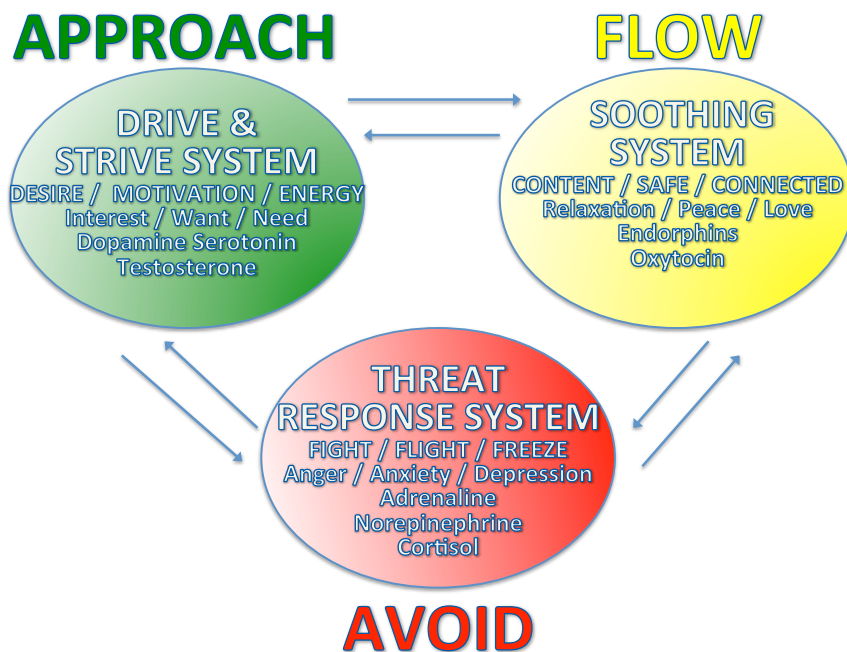 APPROACH
DRIVE &
STRIVE SYSTEM
DESIRE / MOTIVATION / ENERGY
Interest / Want / Need
Dopamine Serotonin
Testosterone
FLOW
SOOTHING
SYSTEM
CONTENT / SAFE / CONNECTED
Relaxation / Peace / Love
Endorphins
Oxytocin
THREAT
RESPONSE SYSTEM
FIGHT / FLIGHT / FREEZE
Anger / Anxiety / Depression
Adrenaline
Norepinephrine
Cortisol
AVOID